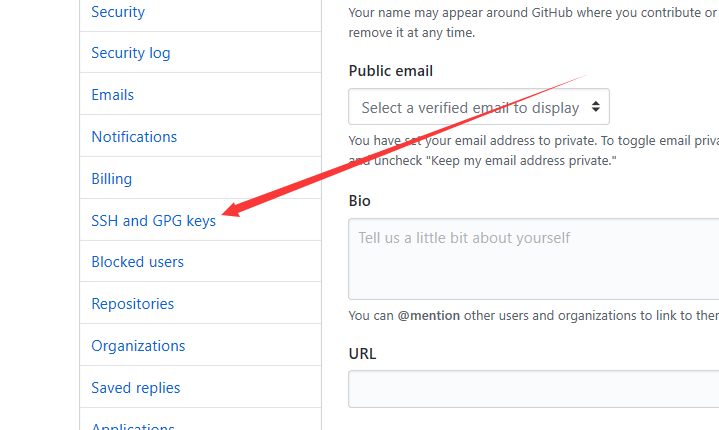 Security
Security log
Emails
Notifications
Billing
SSH and GPG keys
Blocked users
Repositories
Organizations
Saved replies
Applications
Your name may appear around GitHub where you contribute or
remove it at any time.
Public email
Select a verified email to display
You have set your email address to private. To toggle email priva
and uncheck "Keep my email address private."
Bio
Tell us a little bit about yourself
You can @mention other users and organizations to link to them
URL